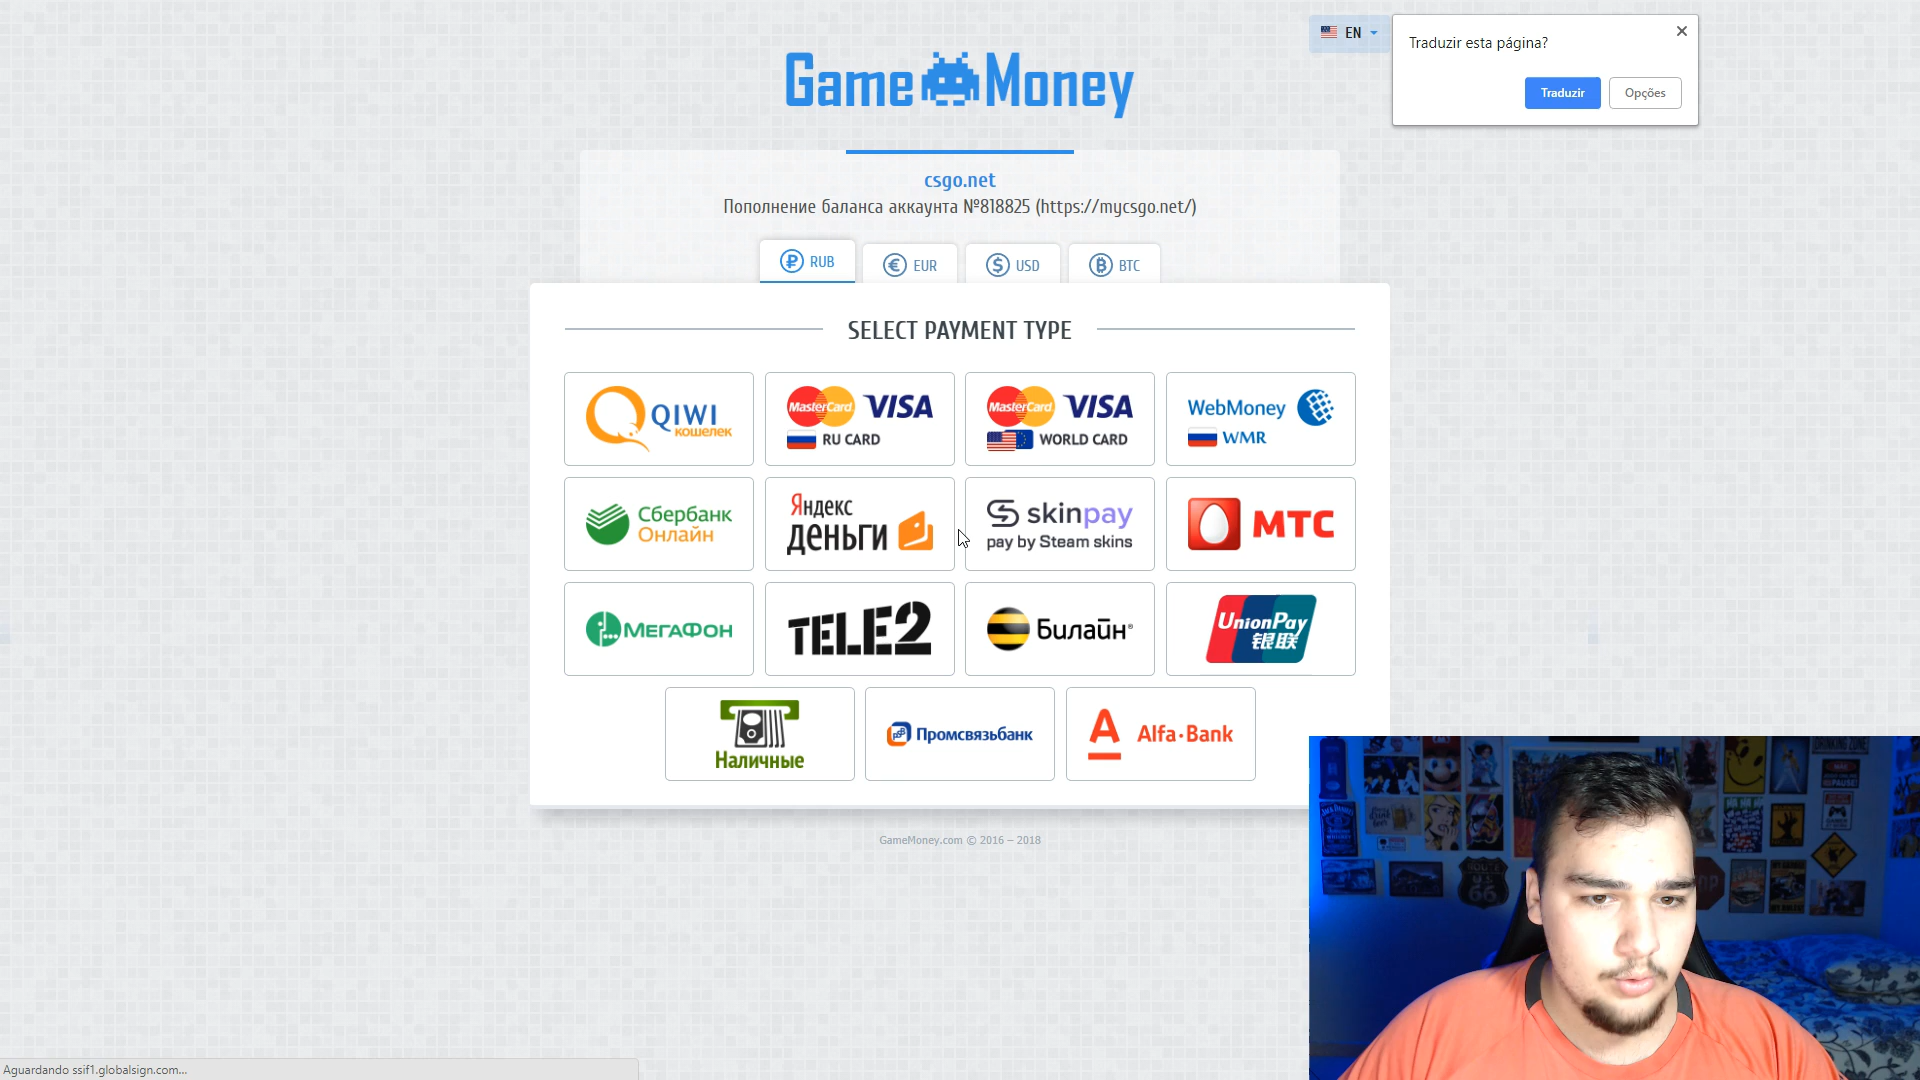 EN
Traduzir esta página?
Traduzir
Opções
Game Money
csgo.net
Пополнение баланса аккаунта №818825 (https://mycsgo.net/)
RUB
EUR
USD
BTC
SELECT PAYMENT TYPE
QIWI
кошелек
MasterCard VISA
RU CARD
MasterCard VISA
WORLD CARD
WebMoney
WMR
Сбербанк
Онлайн
Яндекс
деньги
skinpay
pay by Steam skins
МТС
МегаФон
TELE2
Билайн®
UnionPay
银联
Наличные
Промсвязьбанк
Alfa·Bank
GameMoney.com © 2016 – 2018
Aguardando ssif1.globalsign.com...
ROUTE
66